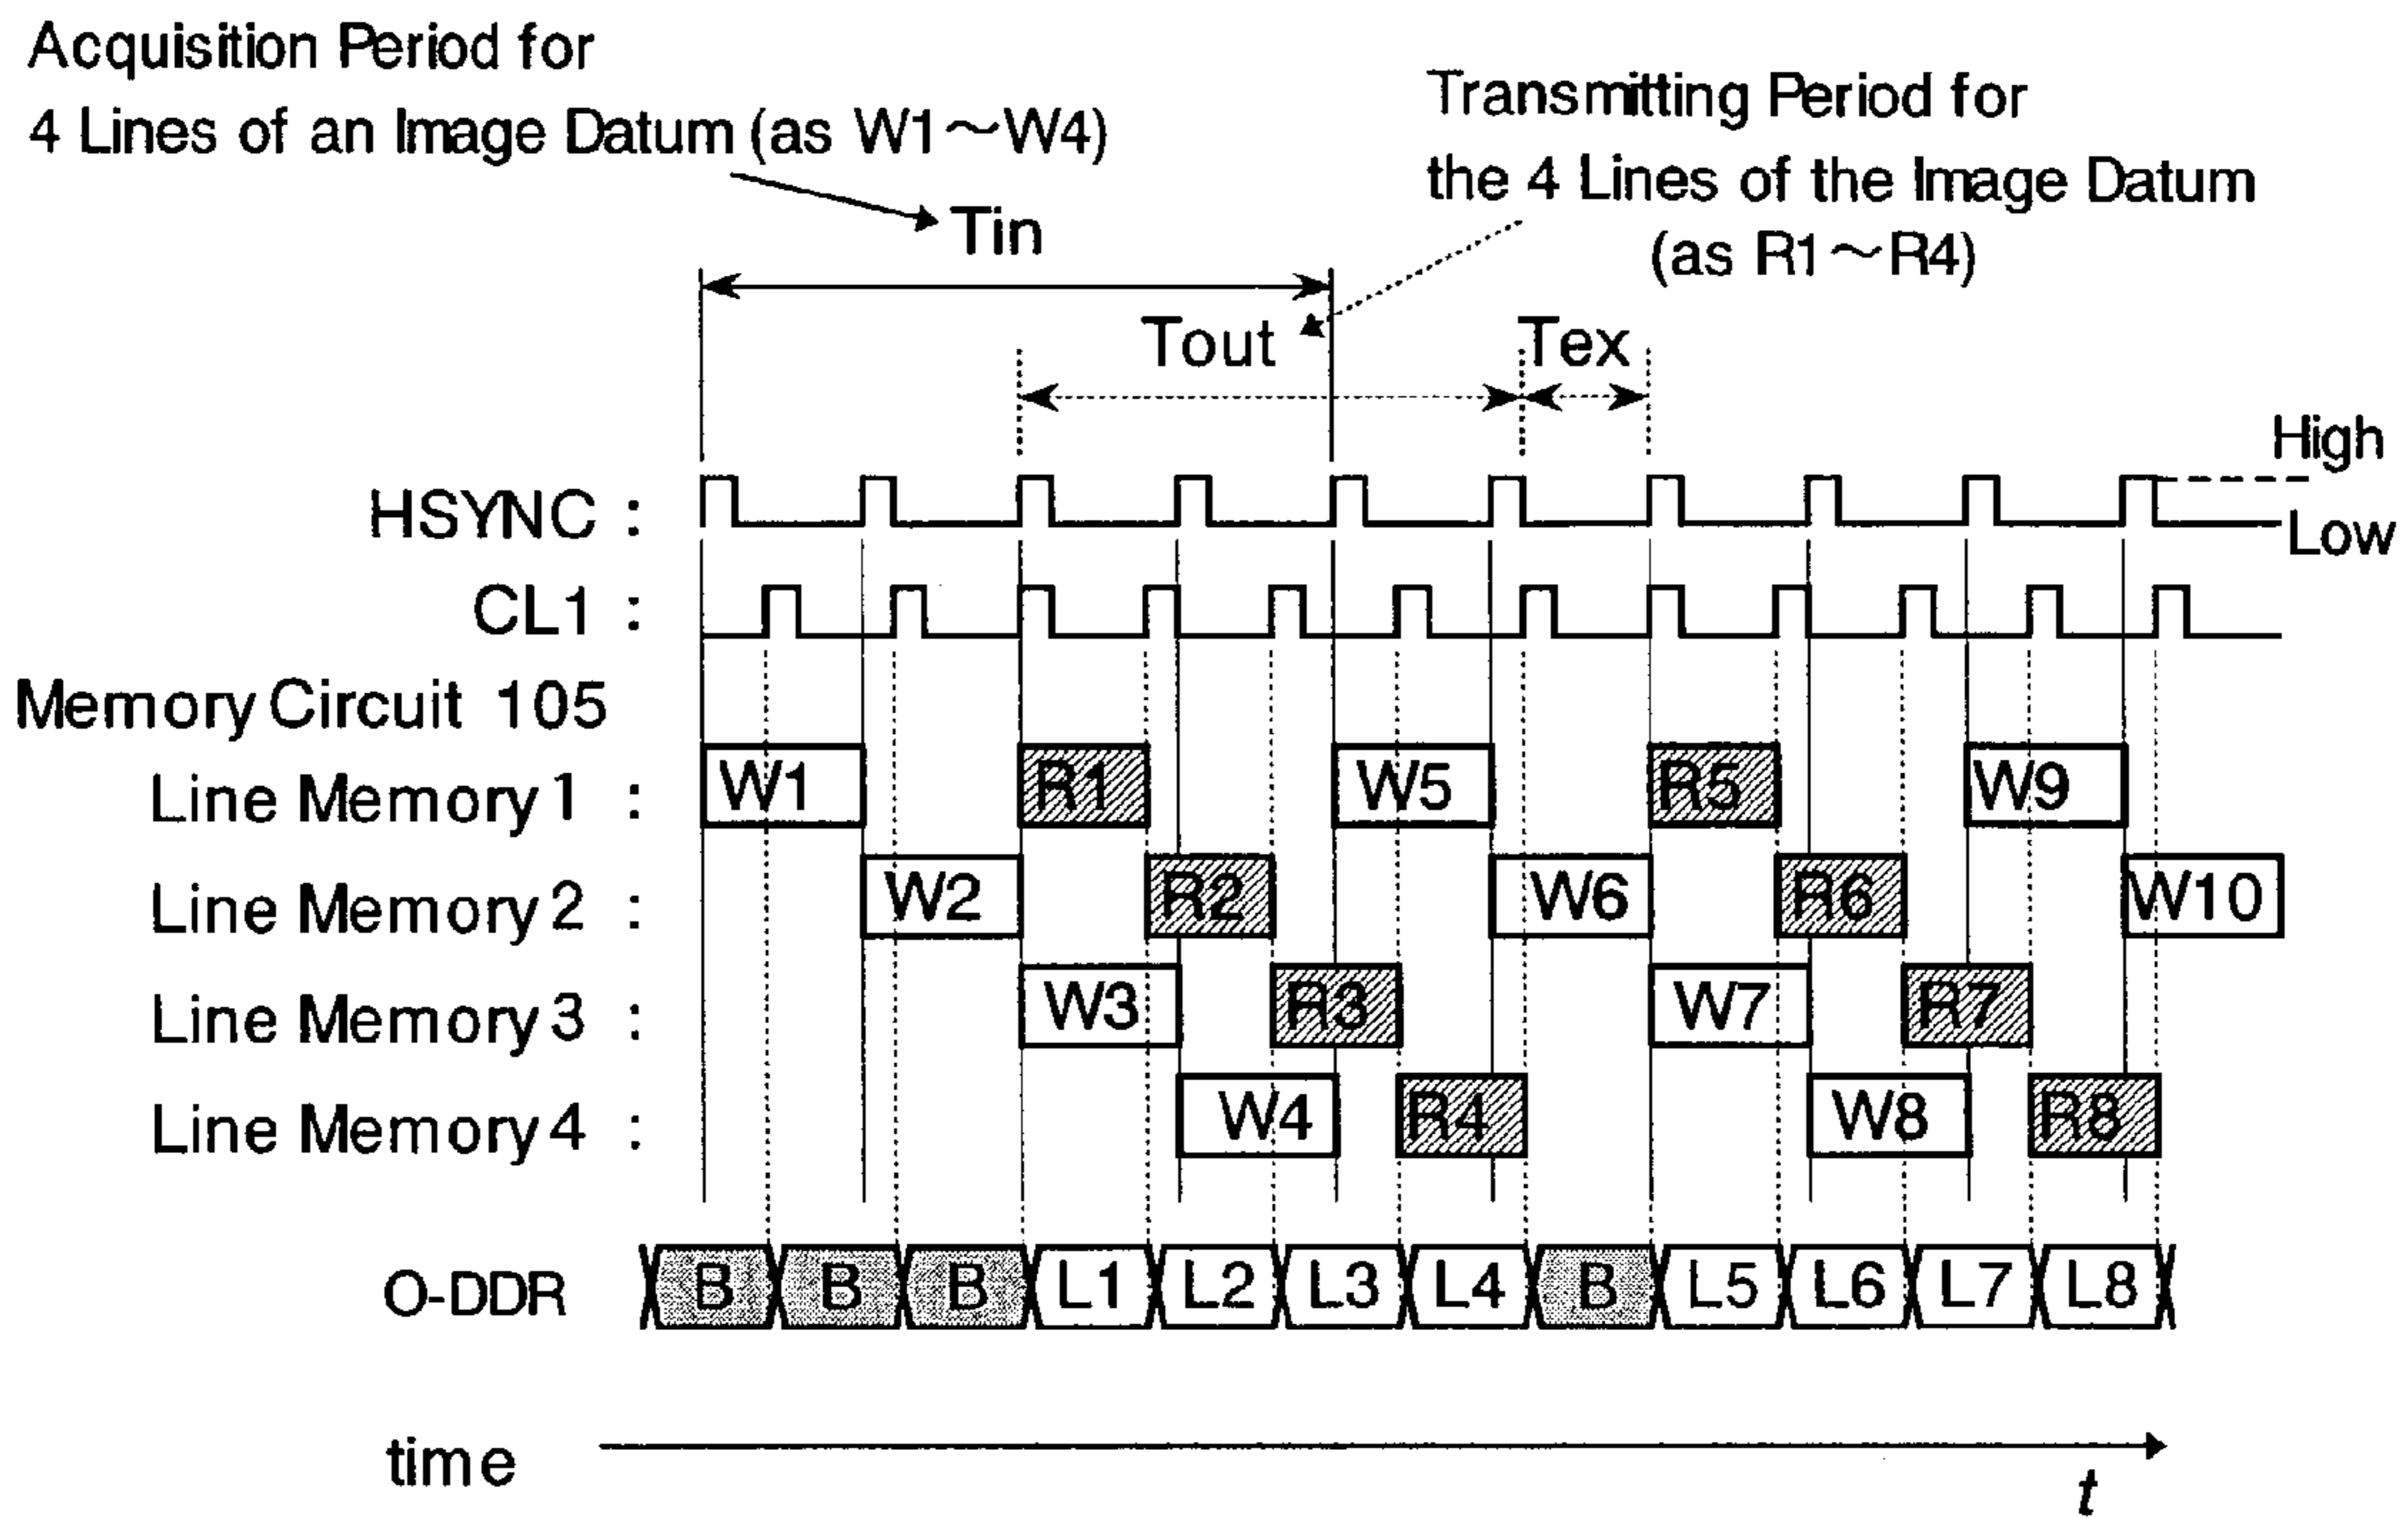 Acquisition Period for
4 Lines of an Image Datum (as W1～W4)
Transmitting Period for
the 4 Lines of the Image Datum
(as R1～R4)
Tin
Tout
Tex
High
HSYNC :
Low
CL1 :
Memory Circuit 105
Line Memory 1 : W1 R1 W5 R5 W9
Line Memory 2 : W2 R2 W6 R6 W10
Line Memory 3 : W3 R3 W7 R7
Line Memory 4 : W4 R4 W8 R8
O-DDR B B B L1 L2 L3 L4 B L5 L6 L7 L8
time
t